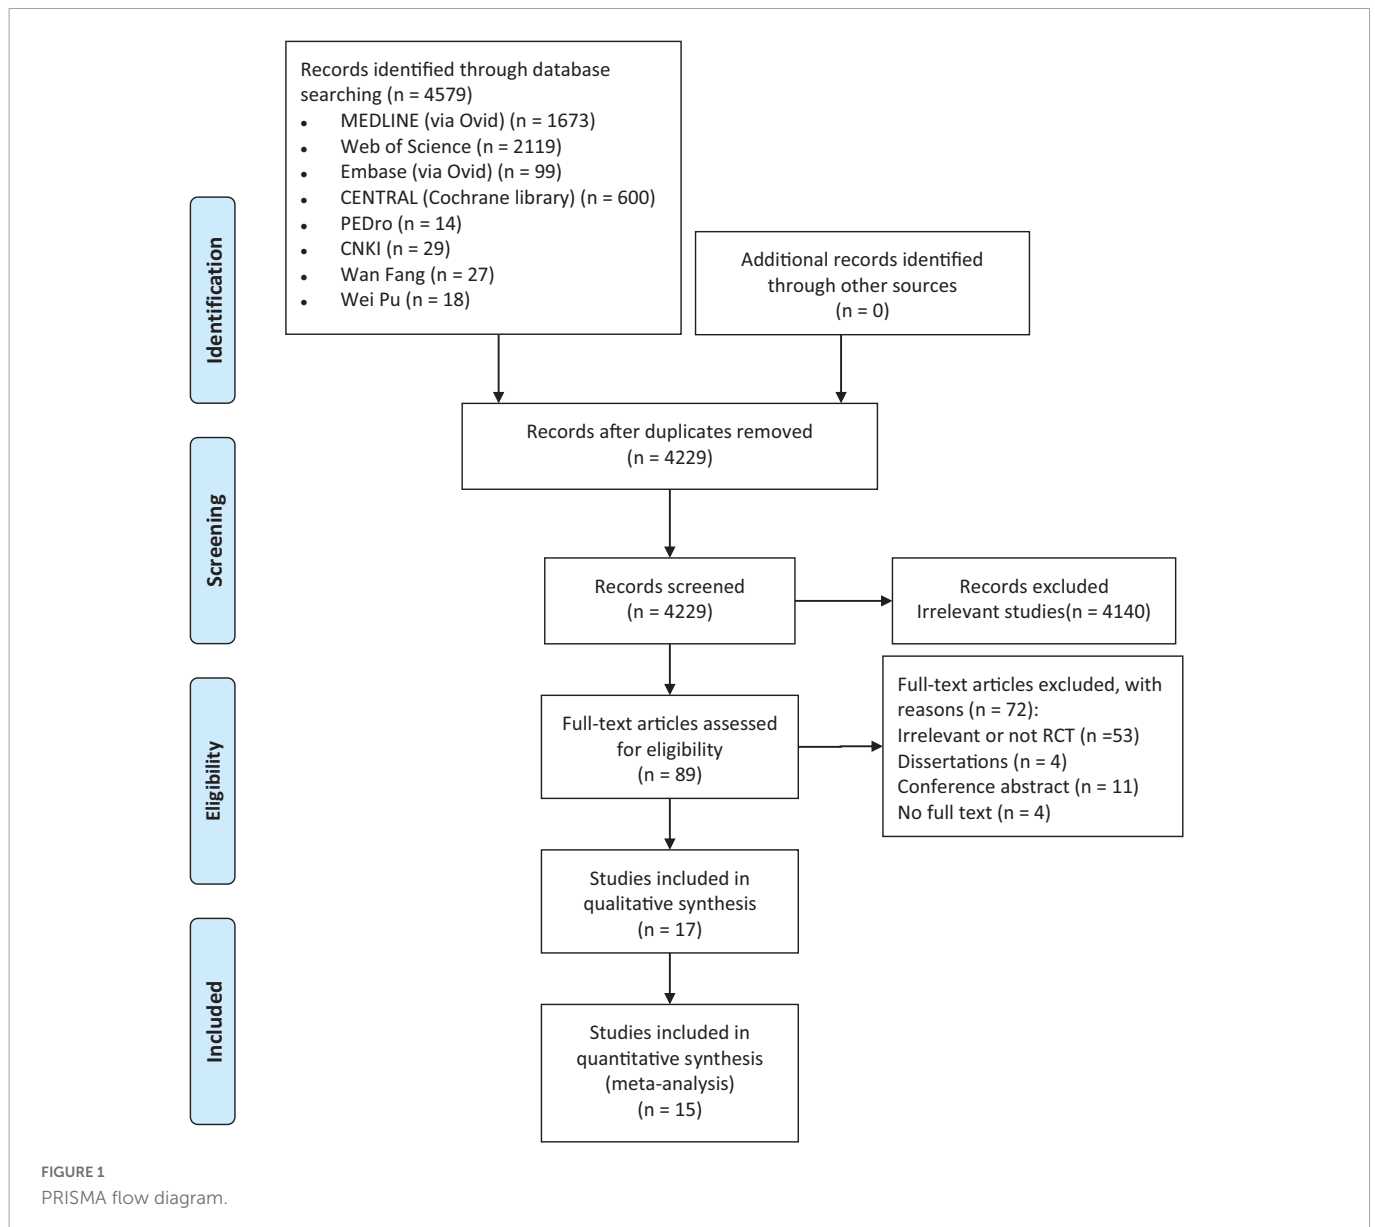 Records identified through database
searching (n = 4579)
• MEDLINE (via Ovid) (n = 1673)
• Web of Science (n = 2119)
• Embase (via Ovid) (n = 99)
• CENTRAL (Cochrane library) (n = 600)
• PEDro (n = 14)
• CNKI (n = 29)
• Wan Fang (n = 27)
• Wei Pu (n = 18)
Additional records identified
through other sources
(n = 0)
Identification
Records after duplicates removed
(n = 4229)
Screening
Records screened
(n = 4229)
Records excluded
Irrelevant studies(n = 4140)
Eligibility
Full-text articles assessed
for eligibility
(n = 89)
Full-text articles excluded, with
reasons (n = 72):
Irrelevant or not RCT (n =53)
Dissertations (n = 4)
Conference abstract (n = 11)
No full text (n = 4)
Studies included in
qualitative synthesis
(n = 17)
Included
Studies included in
quantitative synthesis
(meta-analysis)
(n = 15)
FIGURE 1
PRISMA flow diagram.